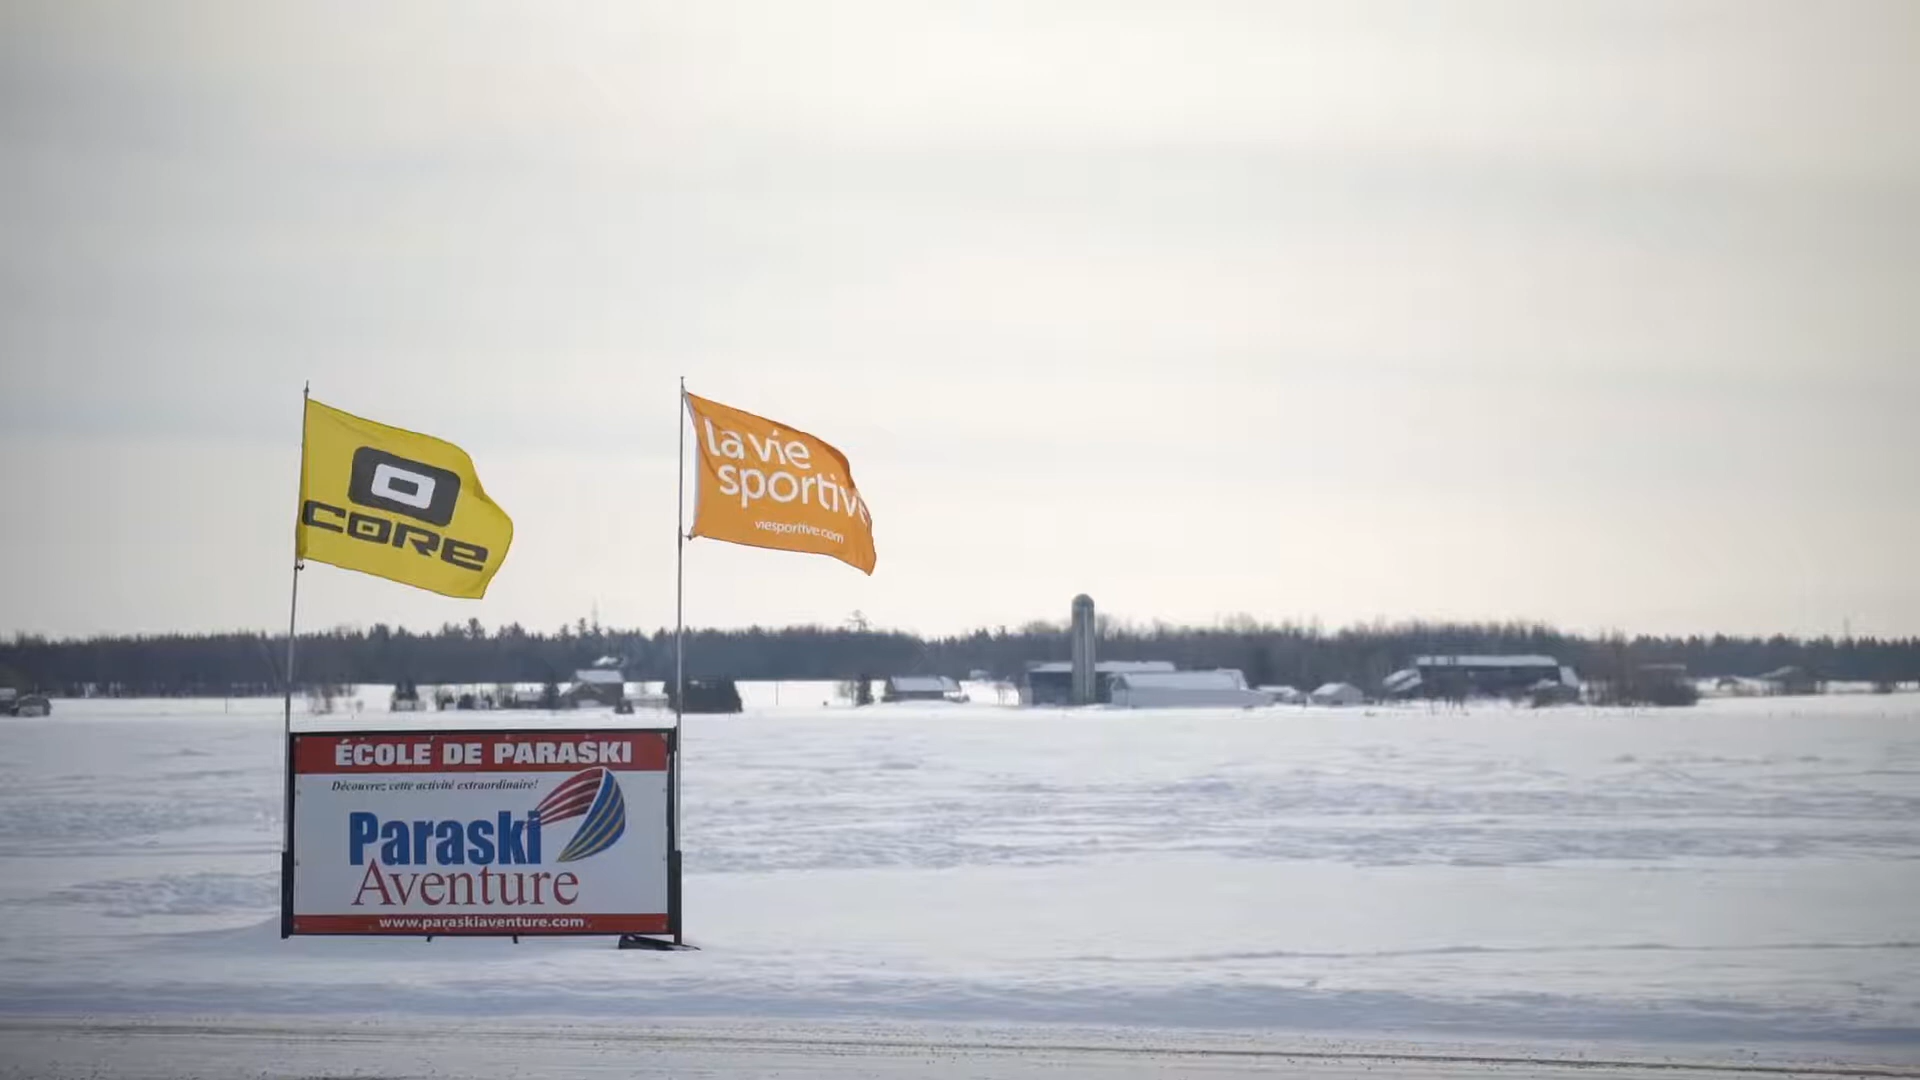 CORE
la vie
sportive
viesportive.com
ÉCOLE DE PARASKI
Découvrez cette activité extraordinaire!
Paraski
Aventure
www.paraskiaventure.com